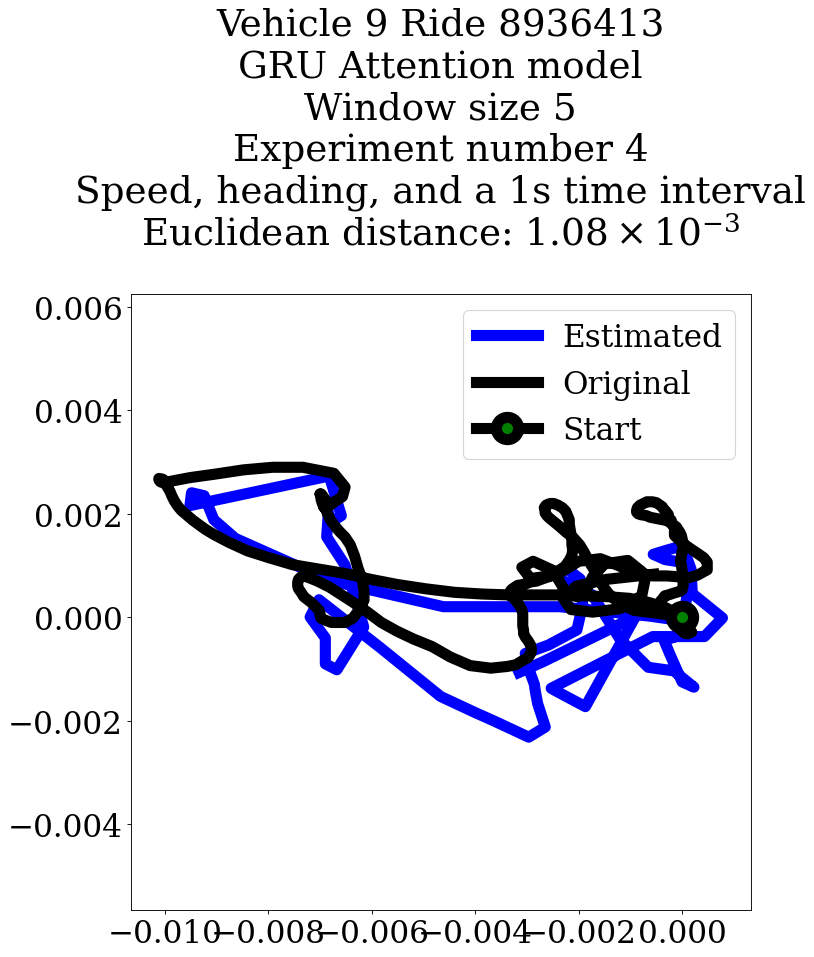 Vehicle 9 Ride 8936413
GRU Attention model
Window size 5
Experiment number 4
Speed, heading, and a 1s time interval
Euclidean distance: 1.08 × 10⁻³
Estimated
Original
Start
0.006
0.004
0.002
0.000
−0.002
−0.004
−0.010
−0.008
−0.006
−0.004
−0.002
0.000